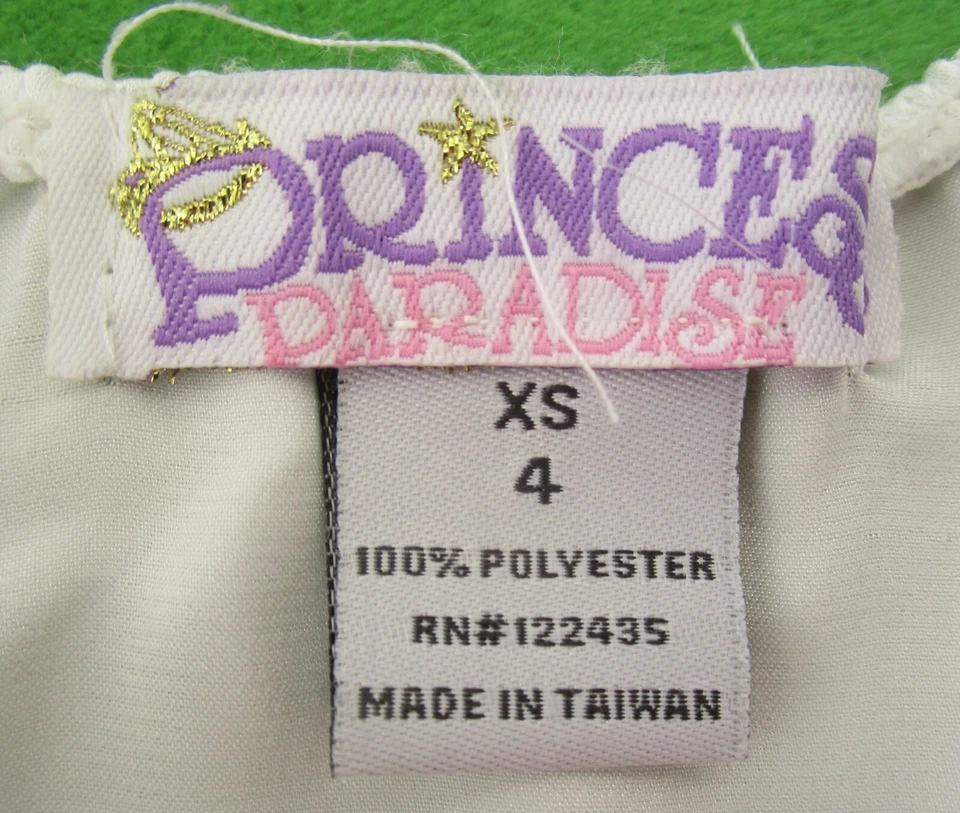 PRINCESS
PARADISE
XS
4
100% POLYESTER
RN#122435
MADE IN TAIWAN